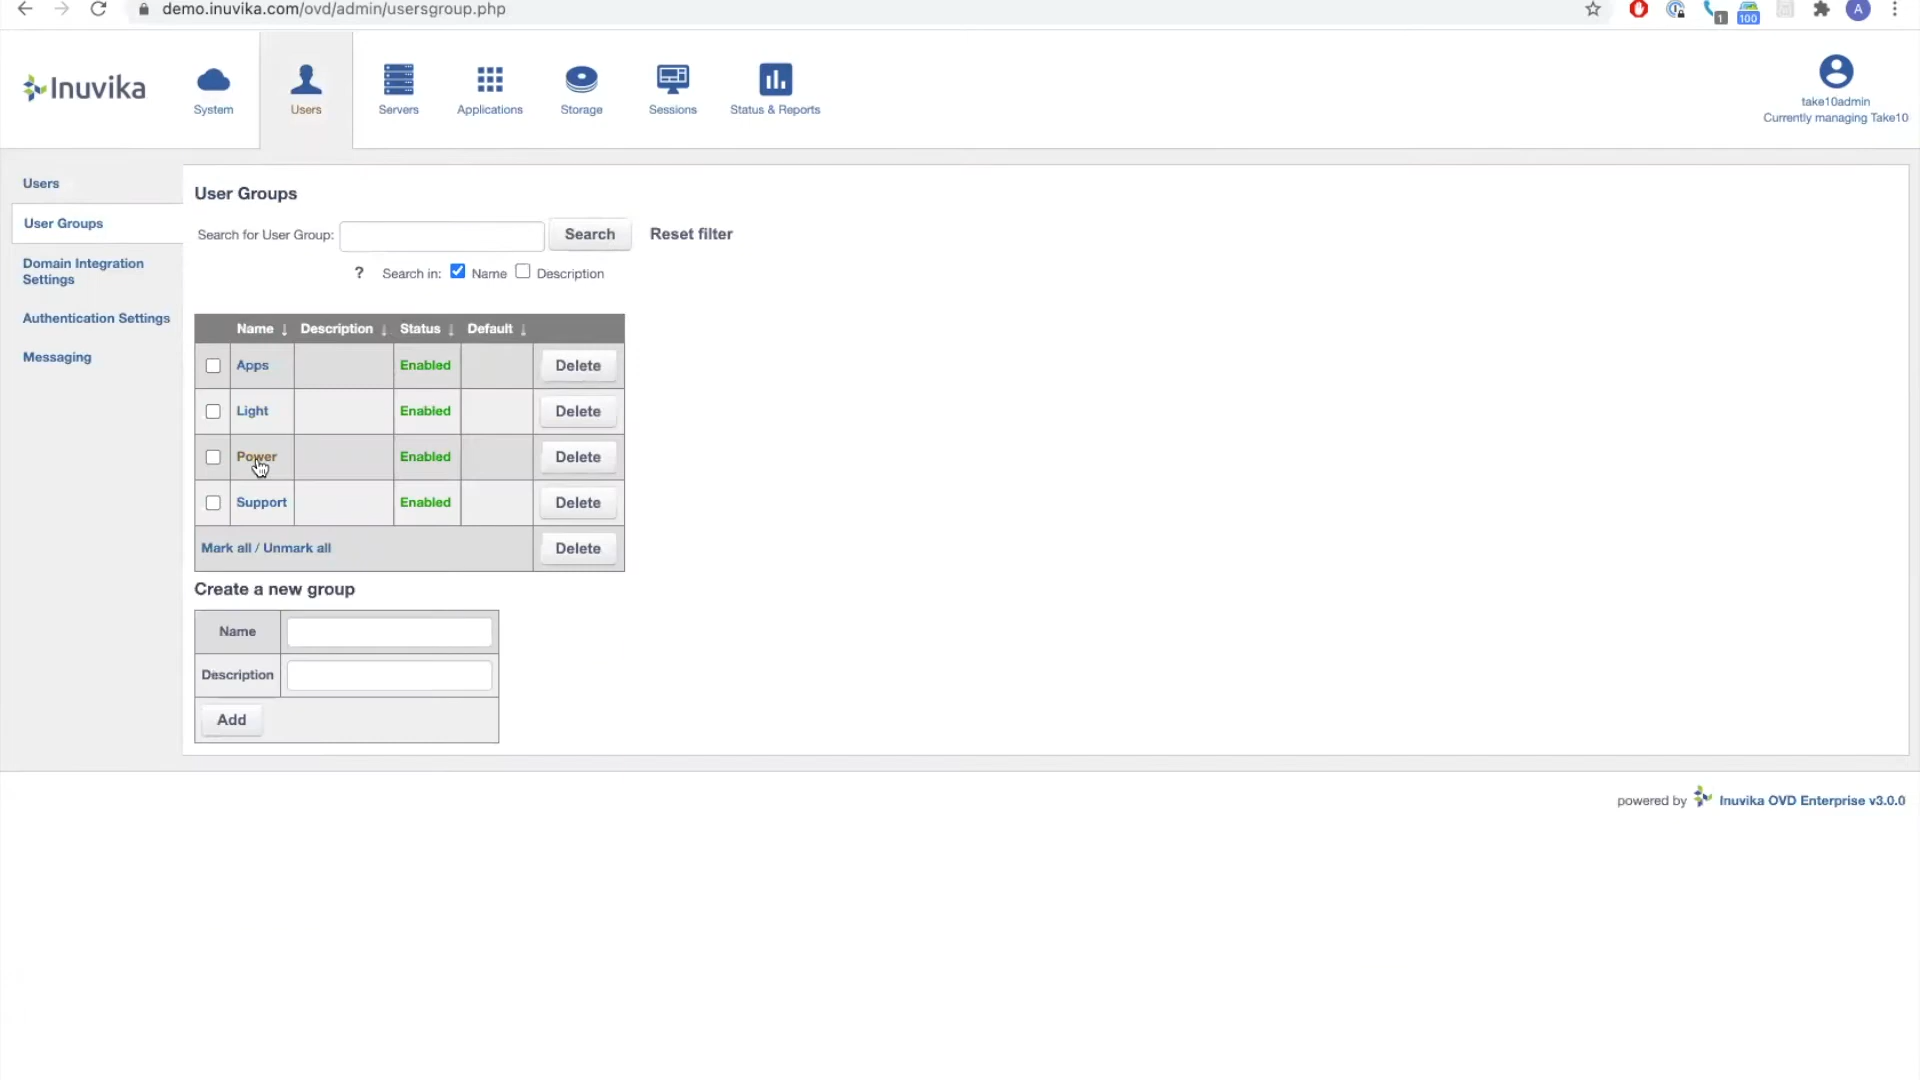 demo.inuvika.com/ovd/admin/usersgroup.php
1
100
A
Inuvika
System
Users
Servers
Applications
Storage
Sessions
Status & Reports
take10admin
Currently managing Take10
Users
User Groups
Domain Integration
Settings
Authentication Settings
Messaging
User Groups
Search for User Group:
Search
Reset filter
? Search in: Name Description
Name ↓ Description ↓ Status ↓ Default ↓
Apps Enabled Delete
Light Enabled Delete
Power Enabled Delete
Support Enabled Delete
Mark all / Unmark all Delete
Create a new group
Name
Description
Add
powered by Inuvika OVD Enterprise v3.0.0